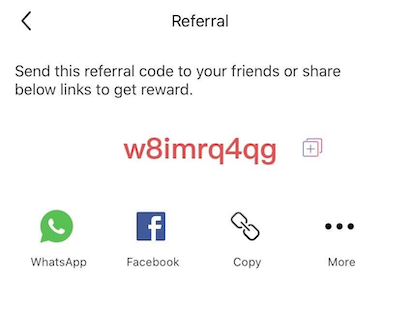 Referral
Send this referral code to your friends or share
below links to get reward.
w8imrq4qg
WhatsApp Facebook Copy More